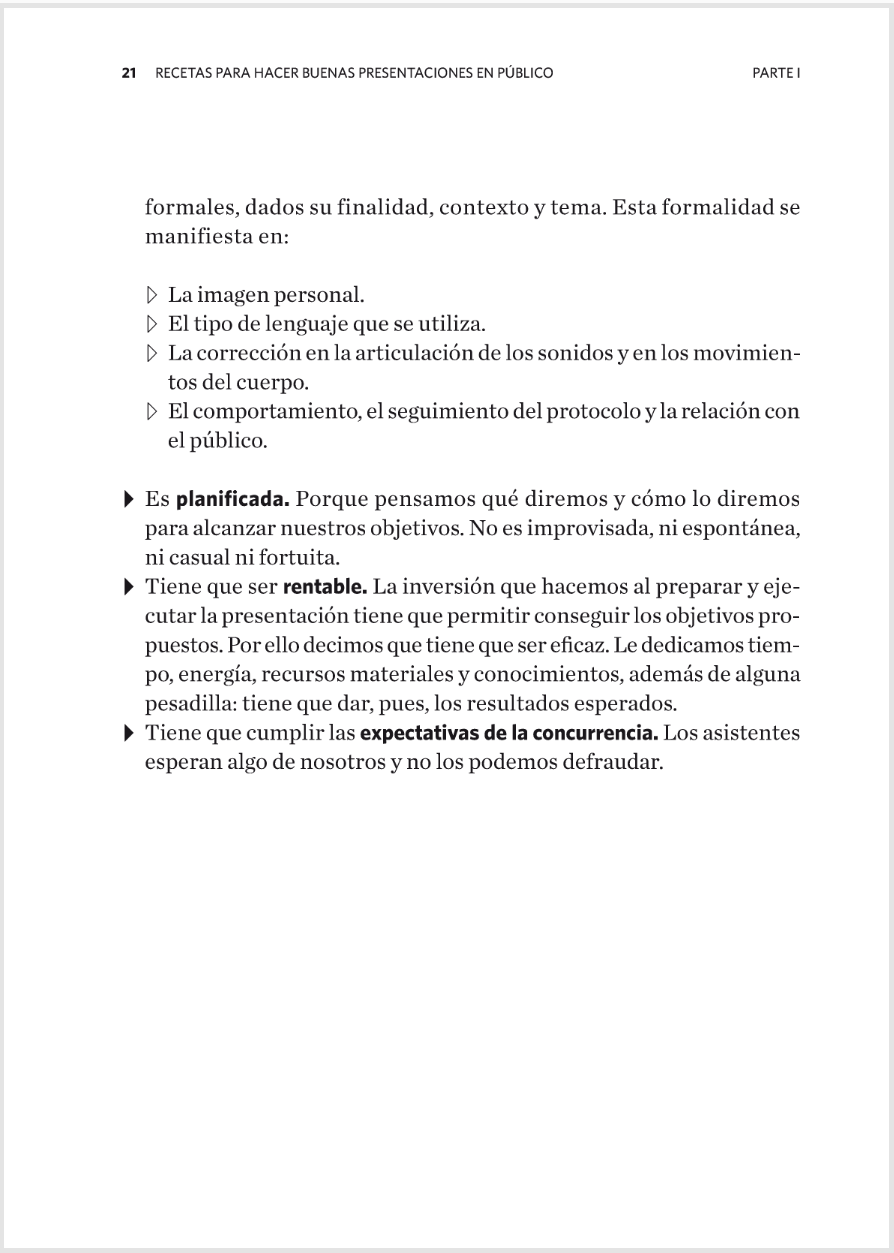 21 RECETAS PARA HACER BUENAS PRESENTACIONES EN PÚBLICO PARTE I
formales, dados su finalidad, contexto y tema. Esta formalidad se
manifiesta en:
▷ La imagen personal.
▷ El tipo de lenguaje que se utiliza.
▷ La corrección en la articulación de los sonidos y en los movimien-
tos del cuerpo.
▷ El comportamiento, el seguimiento del protocolo y la relación con
el público.
▶ Es planificada. Porque pensamos qué diremos y cómo lo diremos
para alcanzar nuestros objetivos. No es improvisada, ni espontánea,
ni casual ni fortuita.
▶ Tiene que ser rentable. La inversión que hacemos al preparar y eje-
cutar la presentación tiene que permitir conseguir los objetivos pro-
puestos. Por ello decimos que tiene que ser eficaz. Le dedicamos tiem-
po, energía, recursos materiales y conocimientos, además de alguna
pesadilla: tiene que dar, pues, los resultados esperados.
▶ Tiene que cumplir las expectativas de la concurrencia. Los asistentes
esperan algo de nosotros y no los podemos defraudar.